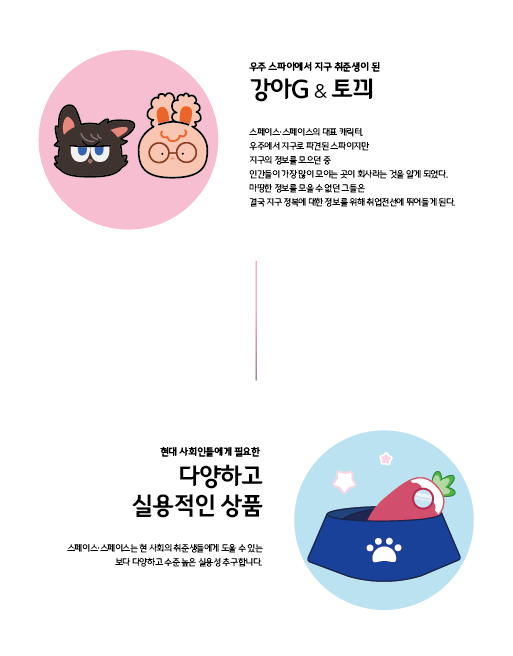 우주 스파이에서 지구 취준생이 된
강아G & 토끼
스페이스·스페이스의 대표 캐릭터,
우주에서 지구로 파견된 스파이지만
지구의 정보를 모으던 중
인간들이 가장 많이 모이는 곳이 회사라는 것을 알게 되었다.
마땅한 정보를 모을 수 없던 그들은
결국 지구 정복에 대한 정보를 위해 취업전선에 뛰어들게 된다.
현대 사회인들에게 필요한
다양하고
실용적인 상품
스페이스·스페이스는 현 사회의 취준생들에게 도울 수 있는
보다 다양하고 수준 높은 실용성 추구합니다.